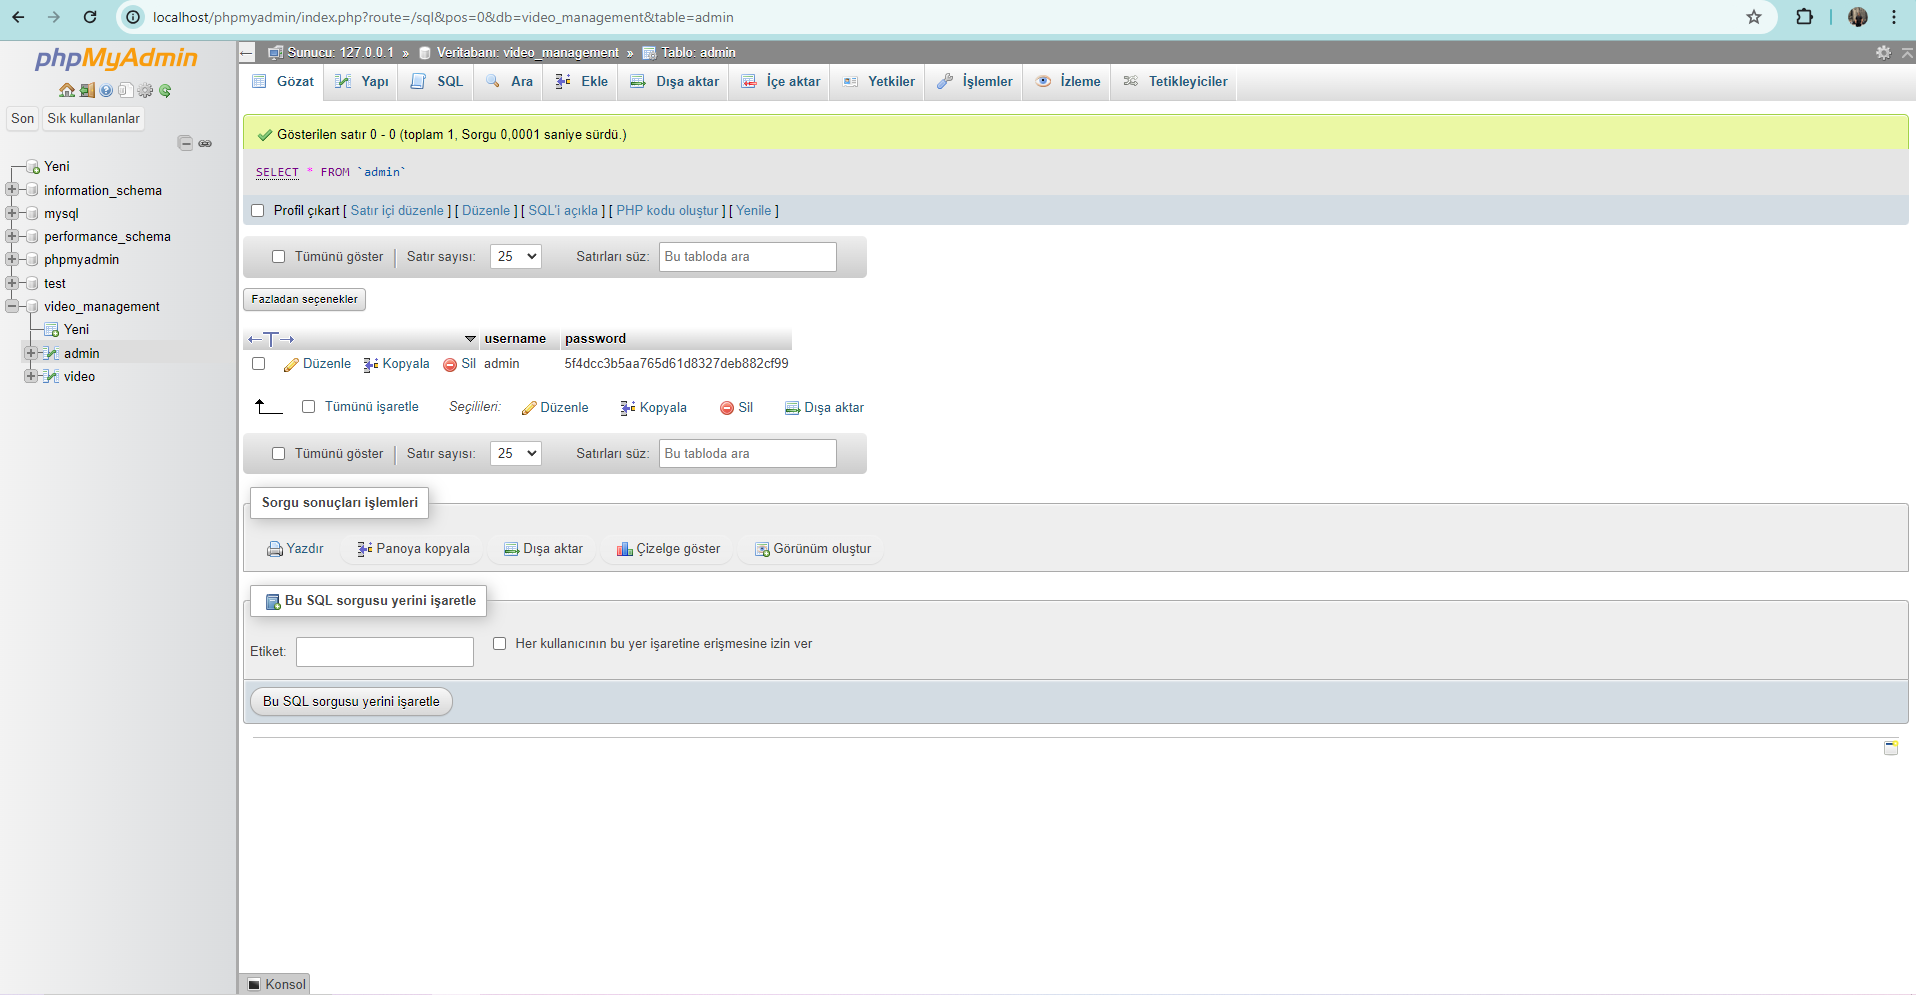 localhost/phpmyadmin/index.php?route=/sql&pos=0&db=video_management&table=admin
phpMyAdmin
Son
Sık kullanılanlar
Yeni
information_schema
mysql
performance_schema
phpmyadmin
test
video_management
Yeni
admin
video
Sunucu: 127.0.0.1 » Veritabanı: video_management » Tablo: admin
Gözat Yapı SQL Ara Ekle Dışa aktar İçe aktar Yetkiler İşlemler İzleme Tetikleyiciler
Gösterilen satır 0 - 0 (toplam 1, Sorgu 0,0001 saniye sürdü.)
SELECT * FROM `admin`
Profil çıkart [ Satır içi düzenle ] [ Düzenle ] [ SQL'i açıkla ] [ PHP kodu oluştur ] [ Yenile ]
Tümünü göster Satır sayısı: 25 Satırları süz: Bu tabloda ara
Fazladan seçenekler
←T→ username password
Düzenle Kopyala Sil admin 5f4dcc3b5aa765d61d8327deb882cf99
Tümünü işaretle Seçilileri: Düzenle Kopyala Sil Dışa aktar
Tümünü göster Satır sayısı: 25 Satırları süz: Bu tabloda ara
Sorgu sonuçları işlemleri
Yazdır Panoya kopyala Dışa aktar Çizelge göster Görünüm oluştur
Bu SQL sorgusu yerini işaretle
Etiket: Her kullanıcının bu yer işaretine erişmesine izin ver
Bu SQL sorgusu yerini işaretle
Konsol